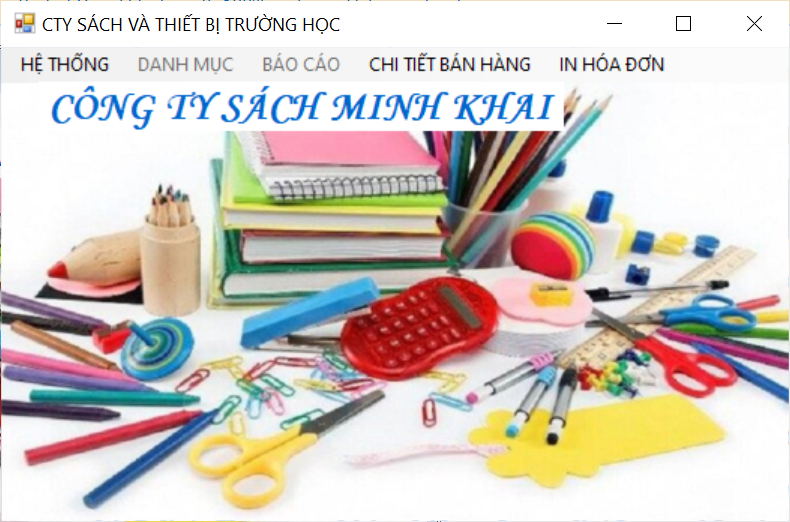 CTY SÁCH VÀ THIẾT BỊ TRƯỜNG HỌC
HỆ THỐNG DANH MỤC BÁO CÁO CHI TIẾT BÁN HÀNG IN HÓA ĐƠN
CÔNG TY SÁCH MINH KHAI